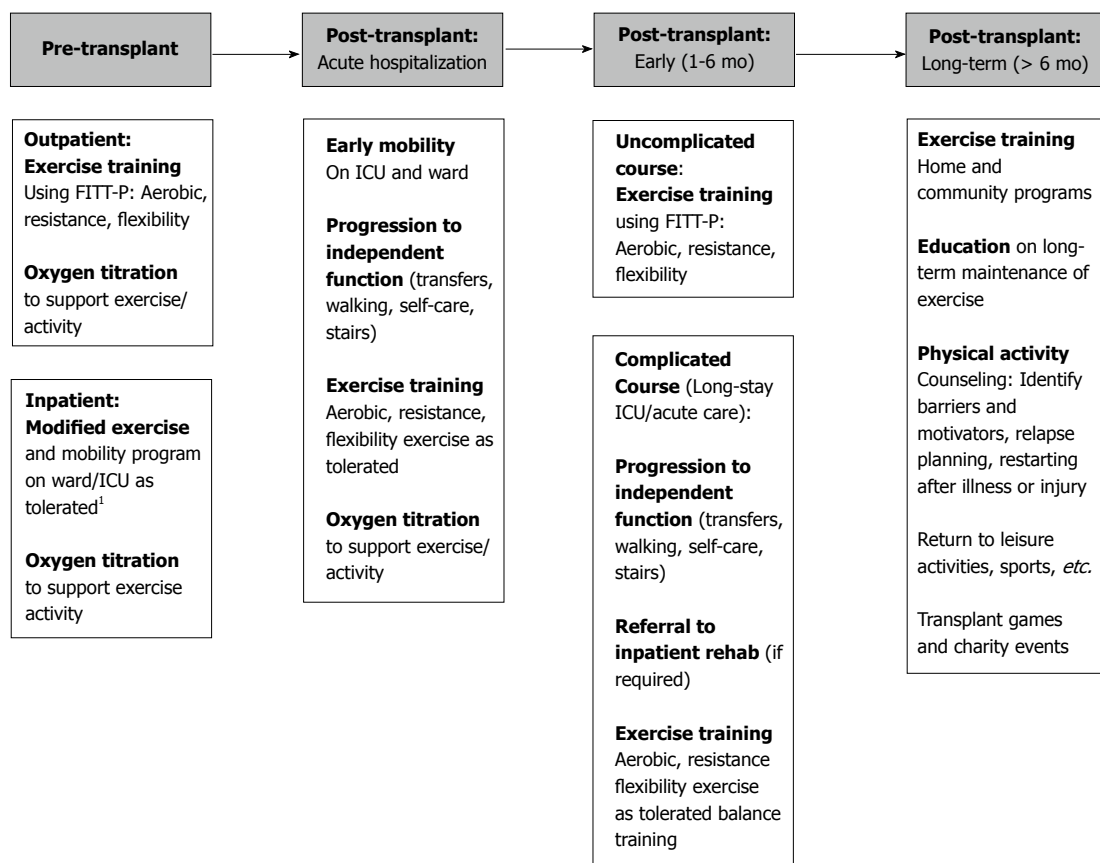 Pre-transplant
Post-transplant:
Acute hospitalization
Post-transplant:
Early (1-6 mo)
Post-transplant:
Long-term (> 6 mo)
Outpatient:
Exercise training
Using FITT-P: Aerobic,
resistance, flexibility
Oxygen titration
to support exercise/
activity
Inpatient:
Modified exercise
and mobility program
on ward/ICU as
tolerated¹
Oxygen titration
to support exercise
activity
Early mobility
On ICU and ward
Progression to
independent
function (transfers,
walking, self-care,
stairs)
Exercise training
Aerobic, resistance,
flexibility exercise as
tolerated
Oxygen titration
to support exercise/
activity
Uncomplicated
course:
Exercise training
using FITT-P:
Aerobic, resistance,
flexibility
Complicated
Course (Long-stay
ICU/acute care):
Progression to
independent
function (transfers,
walking, self-care,
stairs)
Referral to
inpatient rehab (if
required)
Exercise training
Aerobic, resistance
flexibility exercise
as tolerated balance
training
Exercise training
Home and
community programs
Education on long-
term maintenance of
exercise
Physical activity
Counseling: Identify
barriers and
motivators, relapse
planning, restarting
after illness or injury
Return to leisure
activities, sports, etc.
Transplant games
and charity events